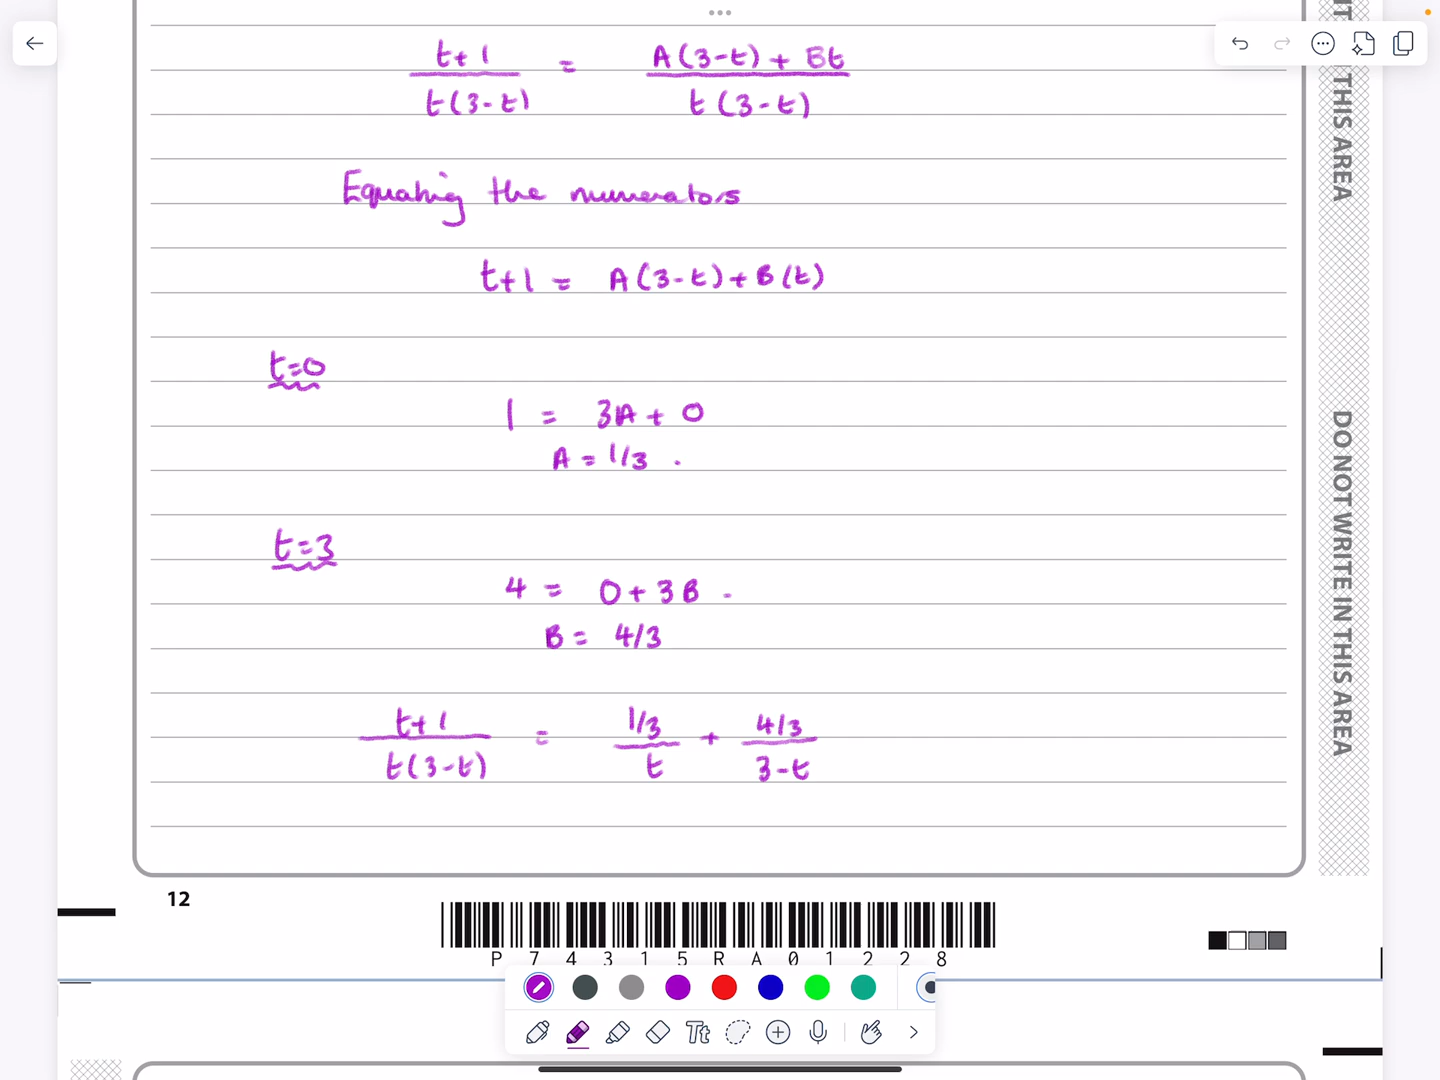 t+1 / t(3-t) = A(3-t) + Bt / t(3-t)
Equating the numerators
t+1 = A(3-t) + B(t)
t=0
1 = 3A + 0
A = 1/3 .
t=3
4 = 0 + 3B .
B = 4/3
t+1 / t(3-t) = 1/3 / t + 4/3 / 3-t
12
P 7 4 3 1 5 R A 0 1 2 2 8
Tt
THIS AREA
DO NOT WRITE IN THIS AREA